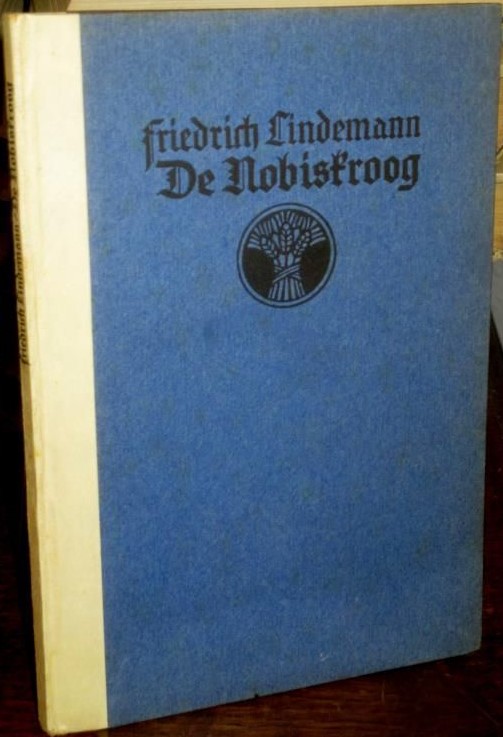 Friedrich Lindemann
De Nobiskroog
Friedrich Lindemann · De Nobiskroog